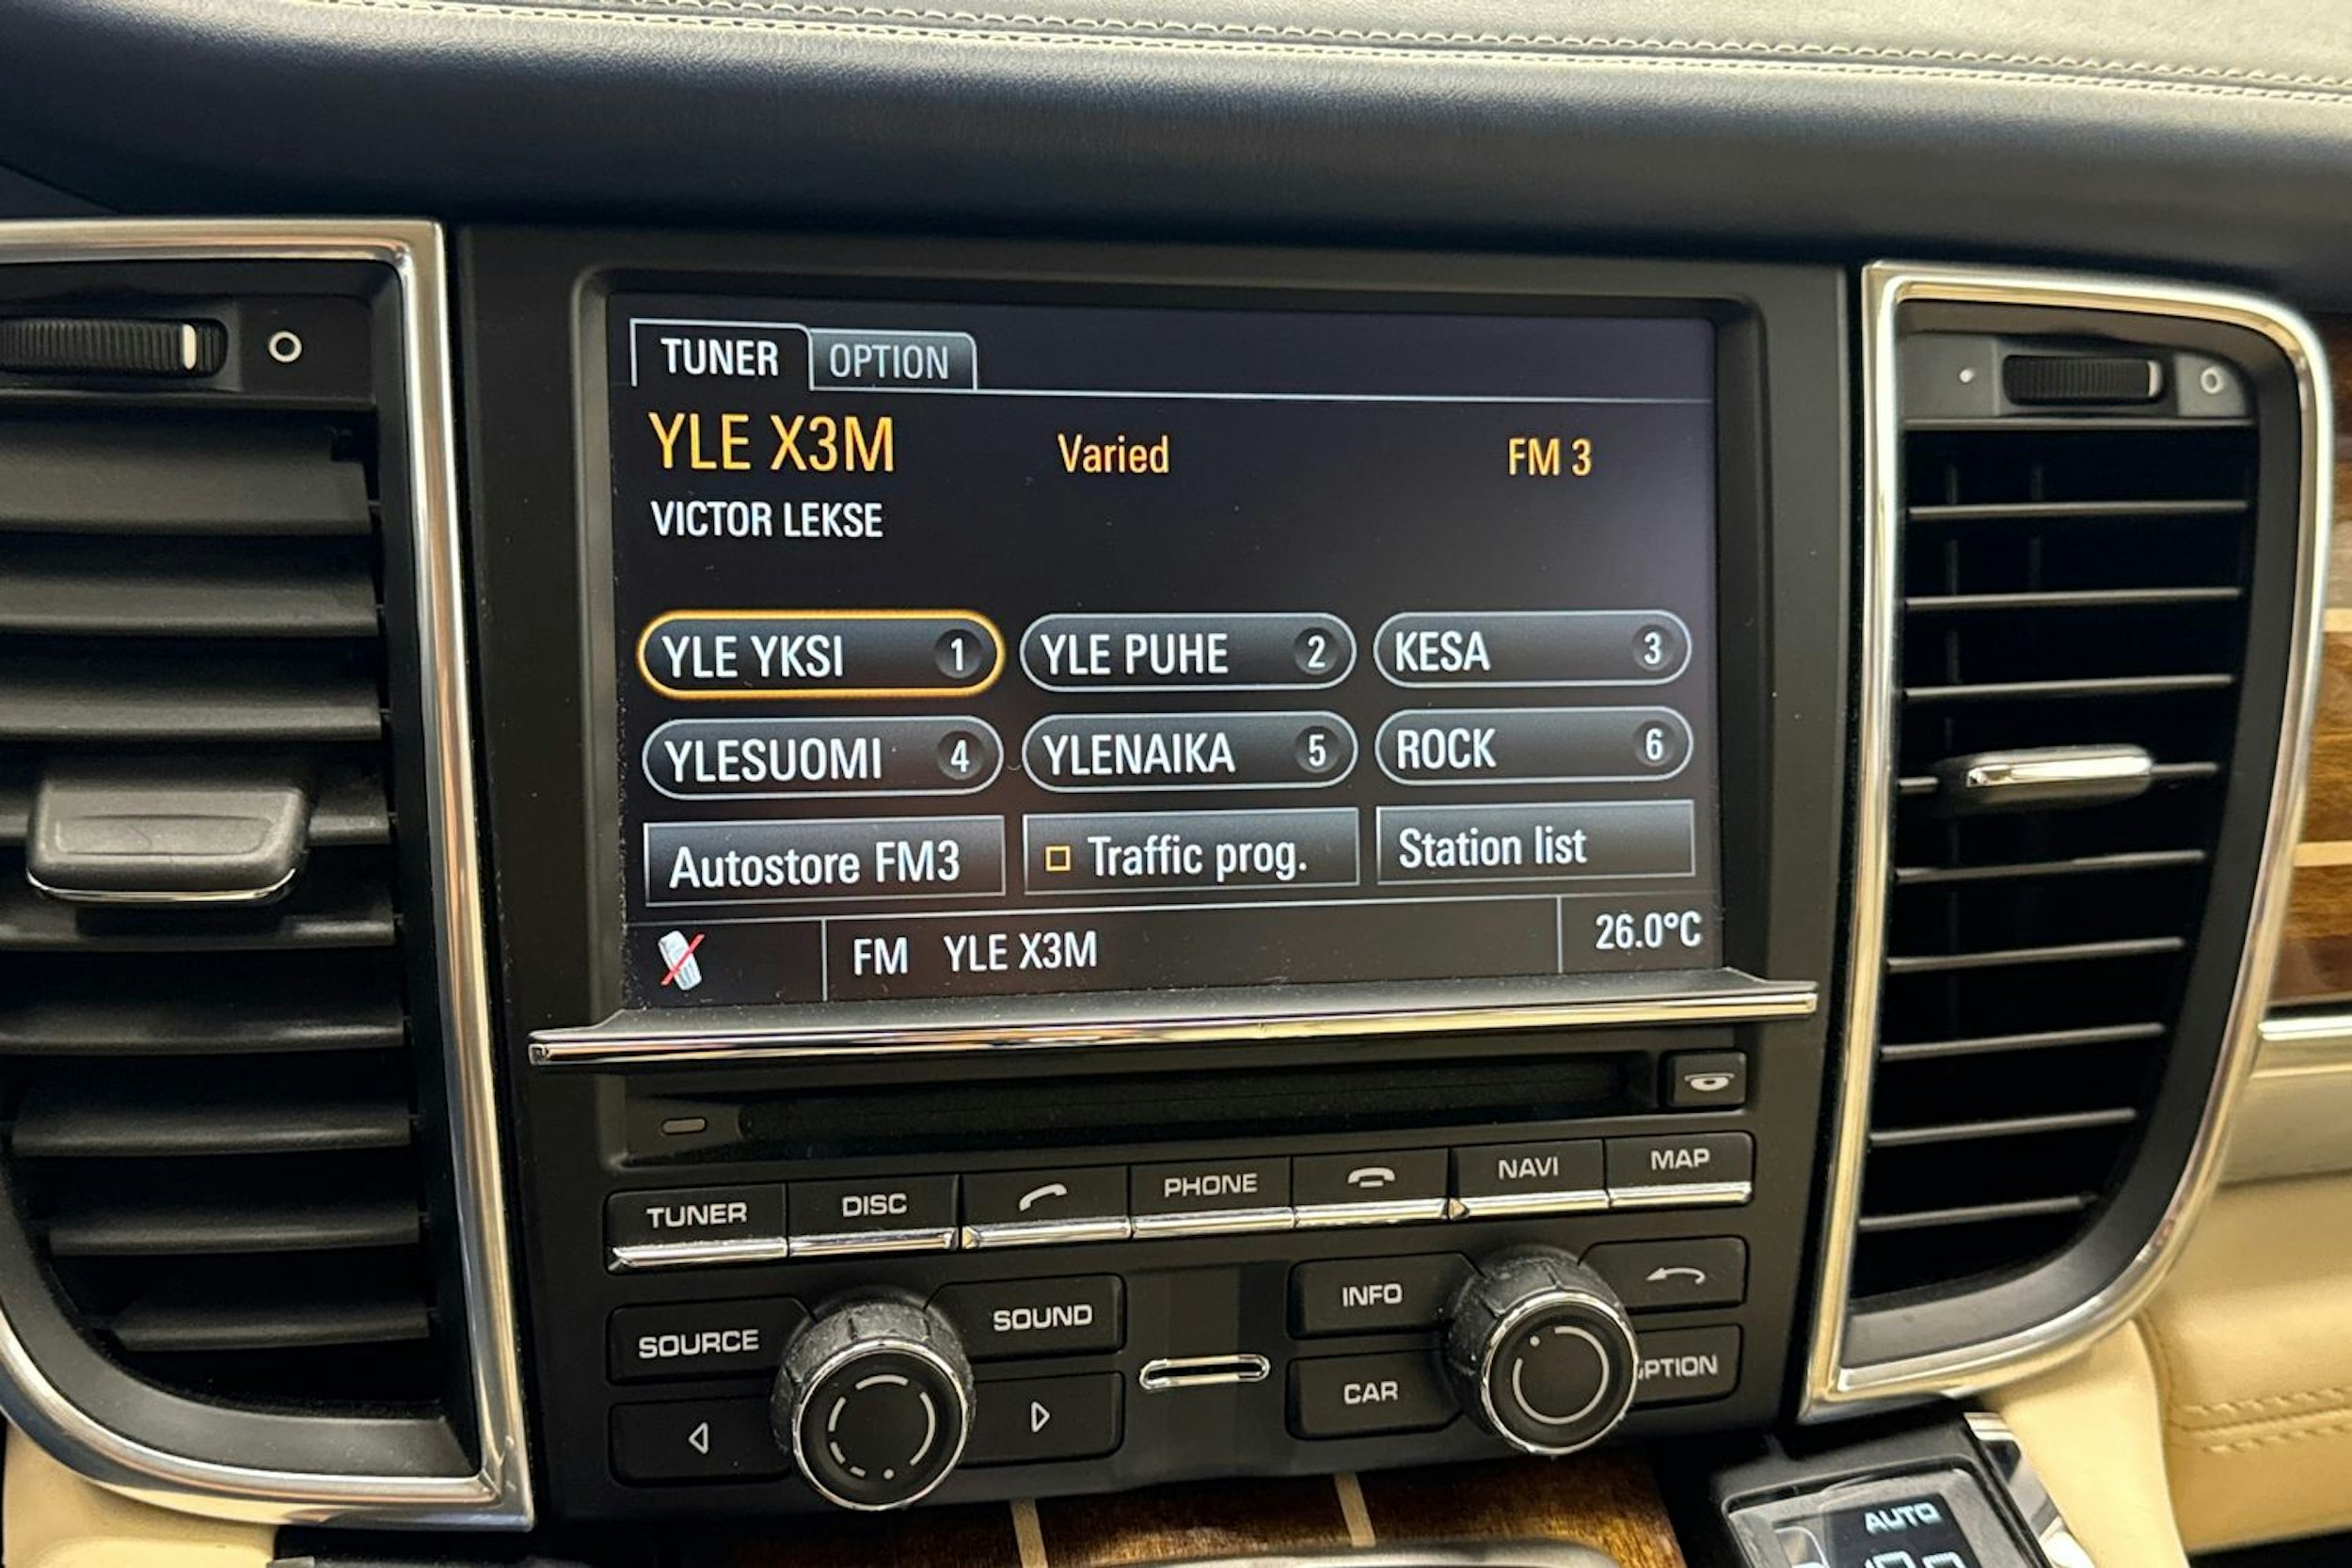 TUNER OPTION
YLE X3M Varied FM 3
VICTOR LEKSE
YLE YKSI 1 YLE PUHE 2 KESA 3
YLESUOMI 4 YLENAIKA 5 ROCK 6
Autostore FM3 Traffic prog. Station list
FM YLE X3M 26.0°C
TUNER DISC PHONE NAVI MAP
SOURCE SOUND INFO
CAR PTION
AUTO